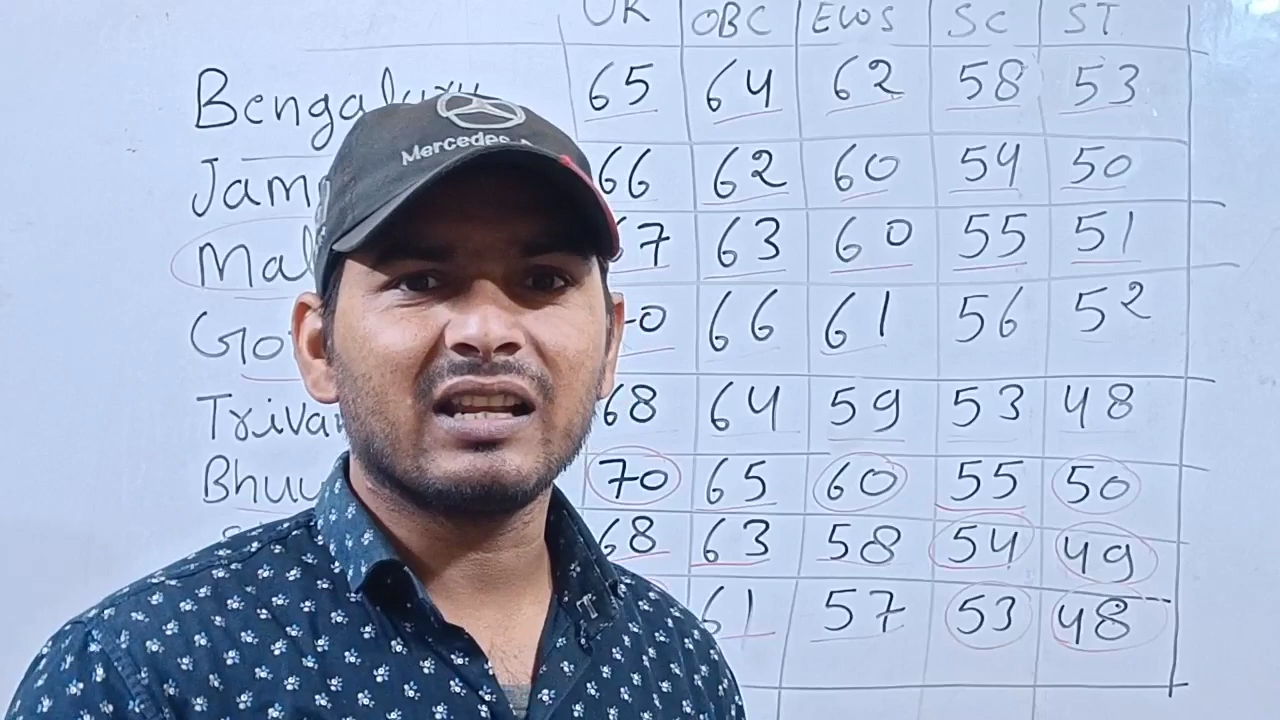 UR OBC EWS SC ST
Bengaluru 65 64 62 58 53
66 62 60 54 50
63 60 55 51
66 61 56 52
68 64 59 53 48
70 65 60 55 50
68 63 58 54 49
61 57 53 48
Mercedes